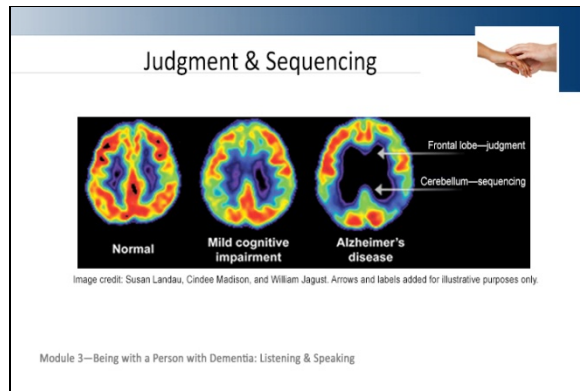 Judgment & Sequencing
Frontal lobe—judgment
Cerebellum—sequencing
Normal
Mild cognitive
impairment
Alzheimer's
disease
Image credit: Susan Landau, Cindee Madison, and William Jagust. Arrows and labels added for illustrative purposes only.
Module 3—Being with a Person with Dementia: Listening & Speaking